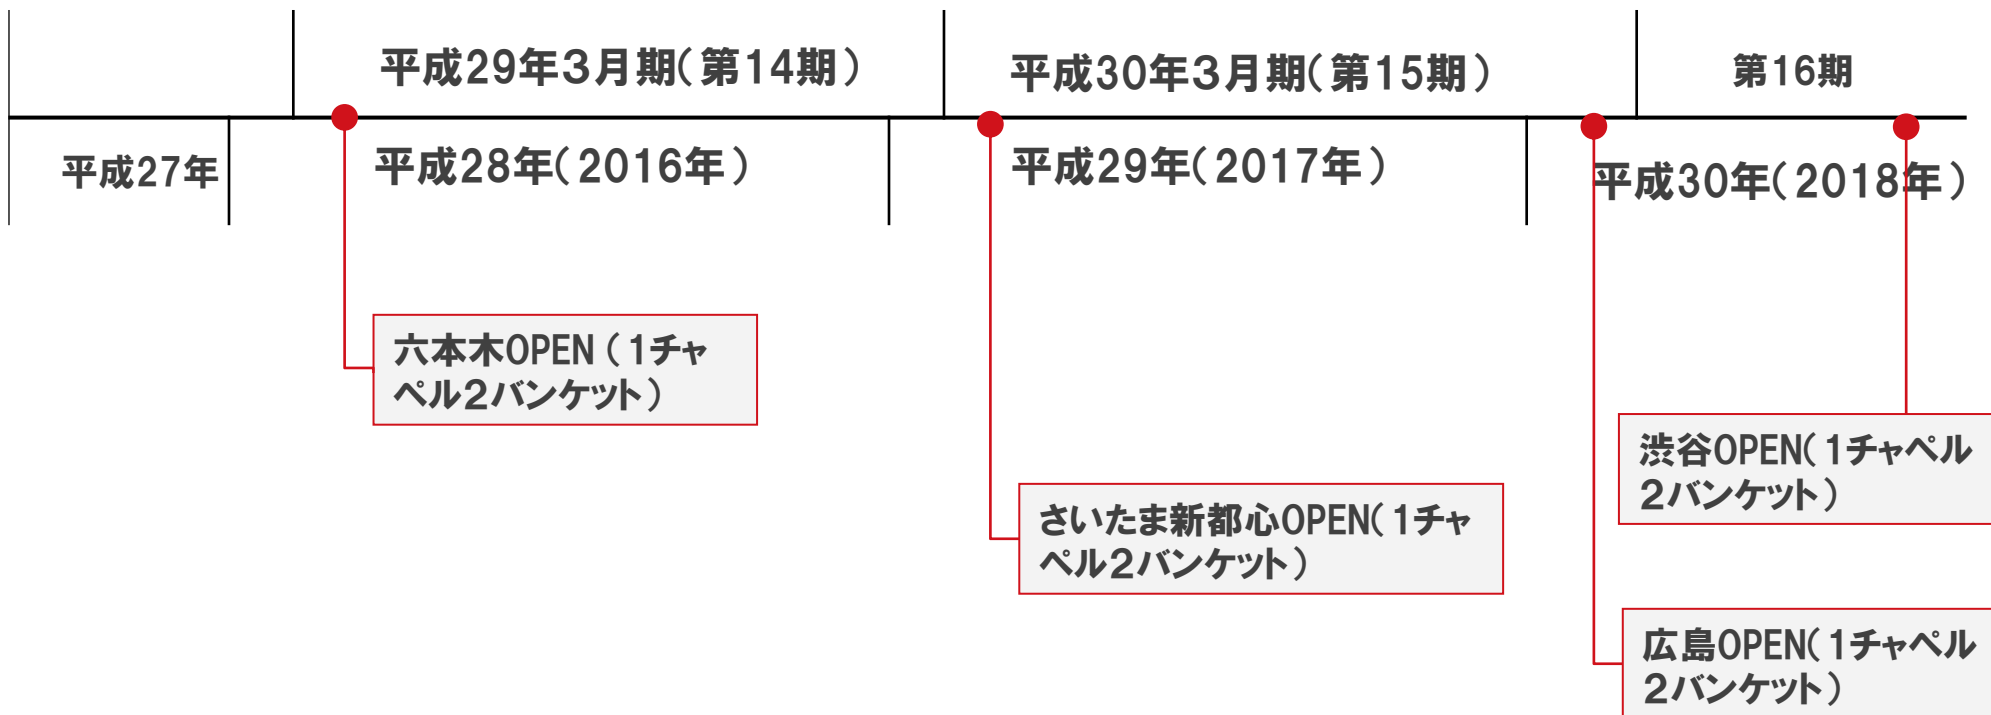 平成29年３月期（第14期）
平成30年３月期（第15期）
第16期
平成27年
平成28年（2016年）
平成29年（2017年）
平成30年（2018年）
六本木OPEN（1チャ
ペル２バンケット）
渋谷OPEN（1チャペル
２バンケット）
さいたま新都心OPEN（1チャ
ペル２バンケット）
広島OPEN（1チャペル
２バンケット）